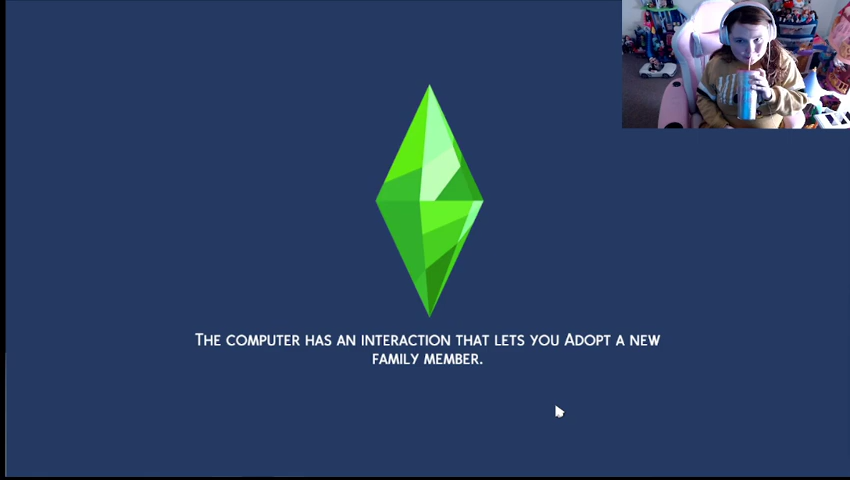 The computer has an interaction that lets you Adopt a new
family member.